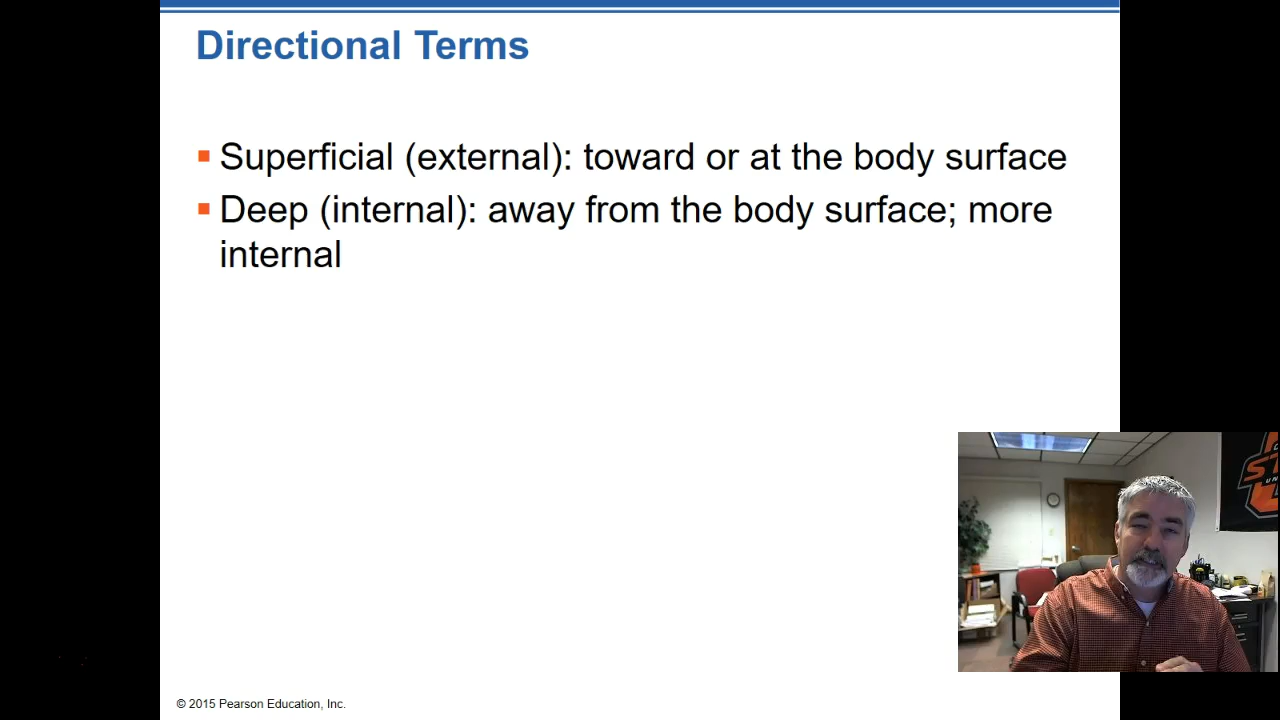 Directional Terms
▪ Superficial (external): toward or at the body surface
▪ Deep (internal): away from the body surface; more
internal
© 2015 Pearson Education, Inc.